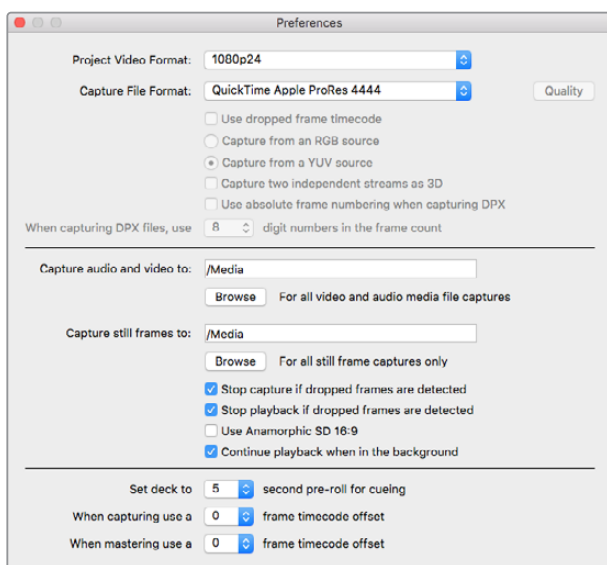 Preferences
Project Video Format: 1080p24
Capture File Format: QuickTime Apple ProRes 4444 Quality
Use dropped frame timecode
Capture from an RGB source
Capture from a YUV source
Capture two independent streams as 3D
Use absolute frame numbering when capturing DPX
When capturing DPX files, use 8 digit numbers in the frame count
Capture audio and video to: /Media
Browse For all video and audio media file captures
Capture still frames to: /Media
Browse For all still frame captures only
Stop capture if dropped frames are detected
Stop playback if dropped frames are detected
Use Anamorphic SD 16:9
Continue playback when in the background
Set deck to 5 second pre-roll for cueing
When capturing use a 0 frame timecode offset
When mastering use a 0 frame timecode offset